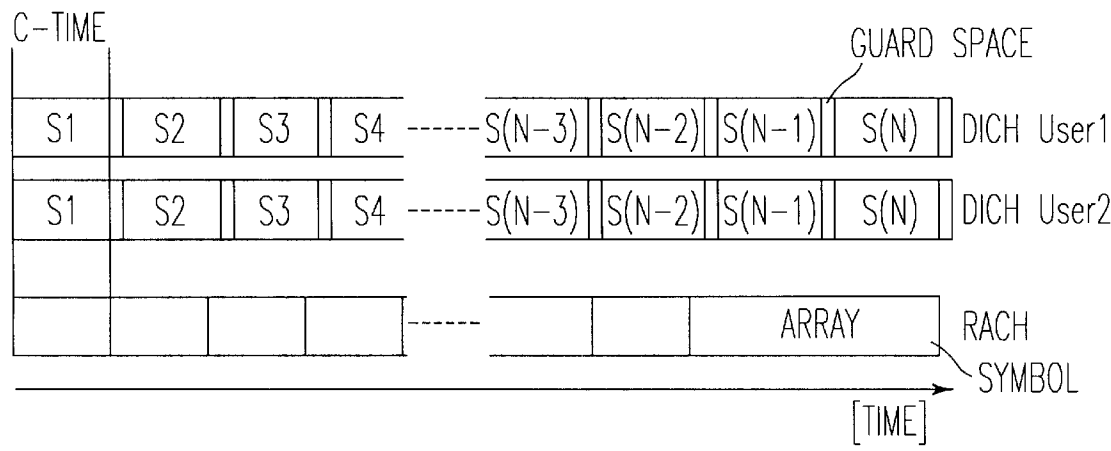 C-TIME
GUARD SPACE
S1 S2 S3 S4 ------ S(N-3) S(N-2) S(N-1) S(N) DICH User1
S1 S2 S3 S4 ------ S(N-3) S(N-2) S(N-1) S(N) DICH User2
------ ARRAY RACH
SYMBOL
[TIME]